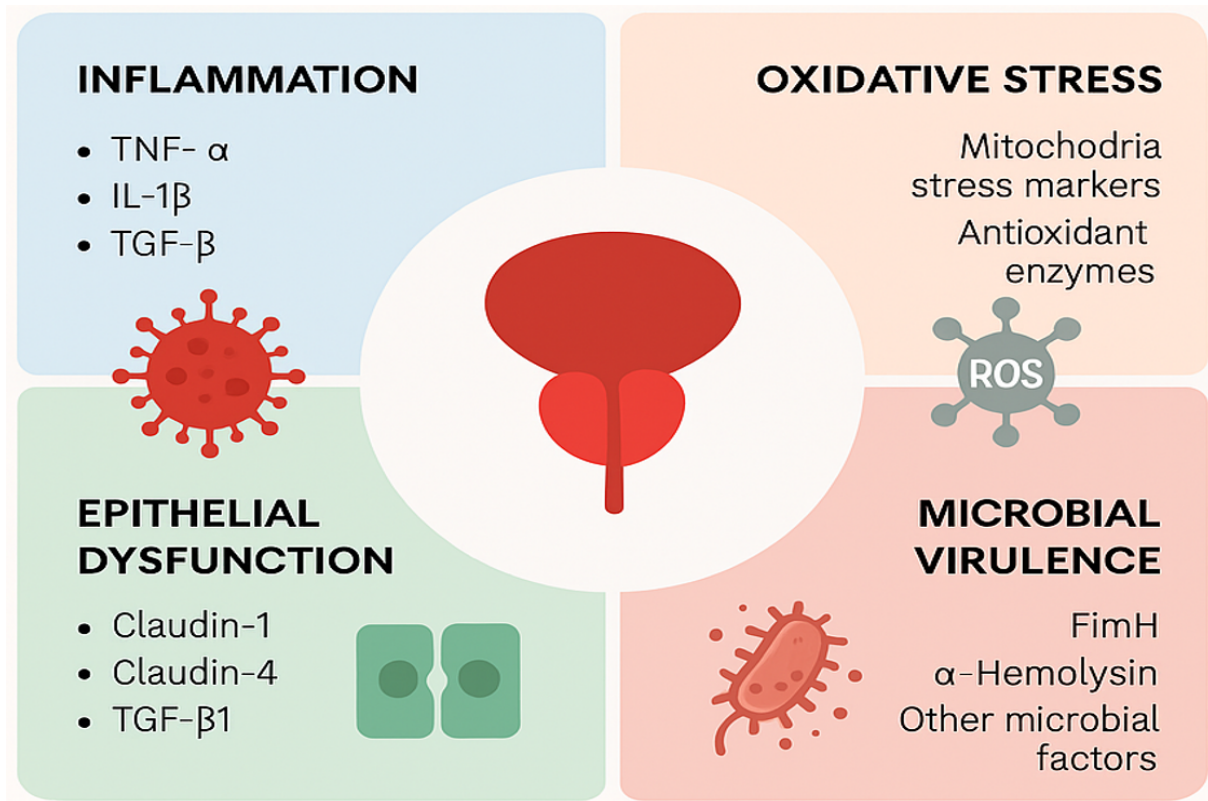 INFLAMMATION
• TNF- α
• IL-1β
• TGF-β
OXIDATIVE STRESS
Mitochodria
stress markers
Antioxidant
enzymes
ROS
EPITHELIAL
DYSFUNCTION
• Claudin-1
• Claudin-4
• TGF-β1
MICROBIAL
VIRULENCE
FimH
α-Hemolysin
Other microbial
factors